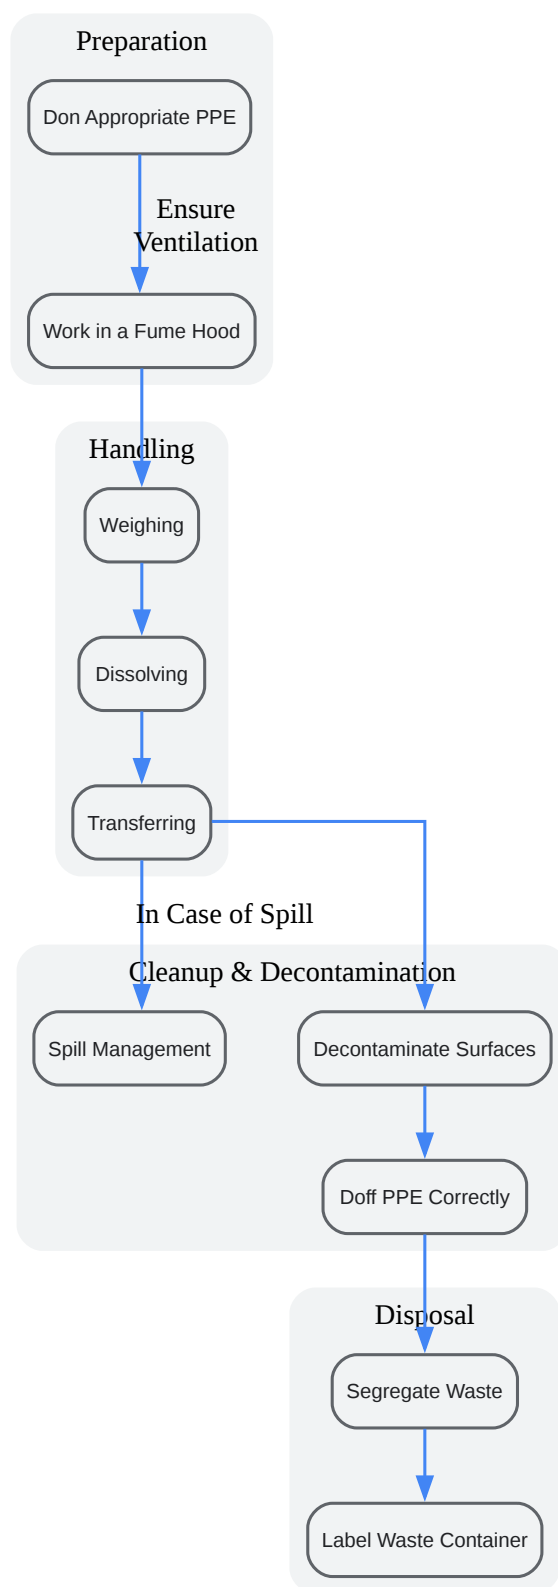 Preparation
Don Appropriate PPE
Ensure
Ventilation
Work in a Fume Hood
Handling
Weighing
Dissolving
Transferring
In Case of Spill
Cleanup & Decontamination
Spill Management
Decontaminate Surfaces
Doff PPE Correctly
Disposal
Segregate Waste
Label Waste Container